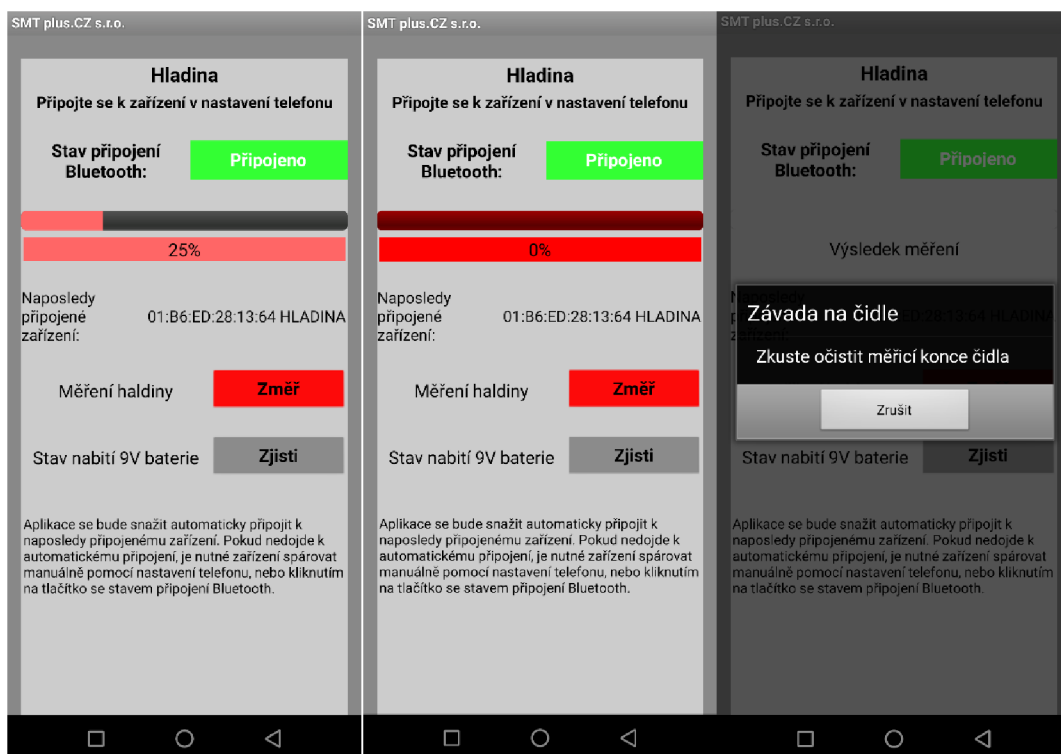 SMT plus.CZ s.r.o.
Hladina
Připojte se k zařízení v nastavení telefonu
Stav připojení
Bluetooth:
Připojeno
25%
Naposledy
připojené
zařízení:
01:B6:ED:28:13:64 HLADINA
Měření haldiny
Změř
Stav nabití 9V baterie
Zjisti
Aplikace se bude snažit automaticky připojit k
naposledy připojenému zařízení. Pokud nedojde k
automatickému připojení, je nutné zařízení spárovat
manuálně pomocí nastavení telefonu, nebo kliknutím
na tlačítko se stavem připojení Bluetooth.
SMT plus.CZ s.r.o.
Hladina
Připojte se k zařízení v nastavení telefonu
Stav připojení
Bluetooth:
Připojeno
0%
Naposledy
připojené
zařízení:
01:B6:ED:28:13:64 HLADINA
Měření haldiny
Změř
Stav nabití 9V baterie
Zjisti
Aplikace se bude snažit automaticky připojit k
naposledy připojenému zařízení. Pokud nedojde k
automatickému připojení, je nutné zařízení spárovat
manuálně pomocí nastavení telefonu, nebo kliknutím
na tlačítko se stavem připojení Bluetooth.
SMT plus.CZ s.r.o.
Hladina
Připojte se k zařízení v nastavení telefonu
Stav připojení
Bluetooth:
Připojeno
Výsledek měření
Závada na čidle
Zkuste očistit měřicí konce čidla
Zrušit
Stav nabití 9V baterie
Zjisti
Aplikace se bude snažit automaticky připojit k
naposledy připojenému zařízení. Pokud nedojde k
automatickému připojení, je nutné zařízení spárovat
manuálně pomocí nastavení telefonu, nebo kliknutím
na tlačítko se stavem připojení Bluetooth.